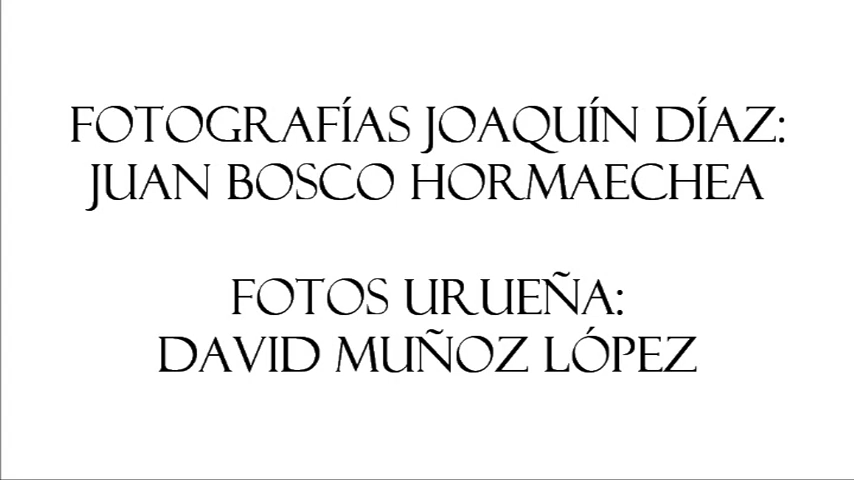 FOTOGRAFÍAS JOAQUÍN DÍAZ:
JUAN BOSCO HORMAECHEA
FOTOS URUEÑA:
DAVID MUÑOZ LÓPEZ